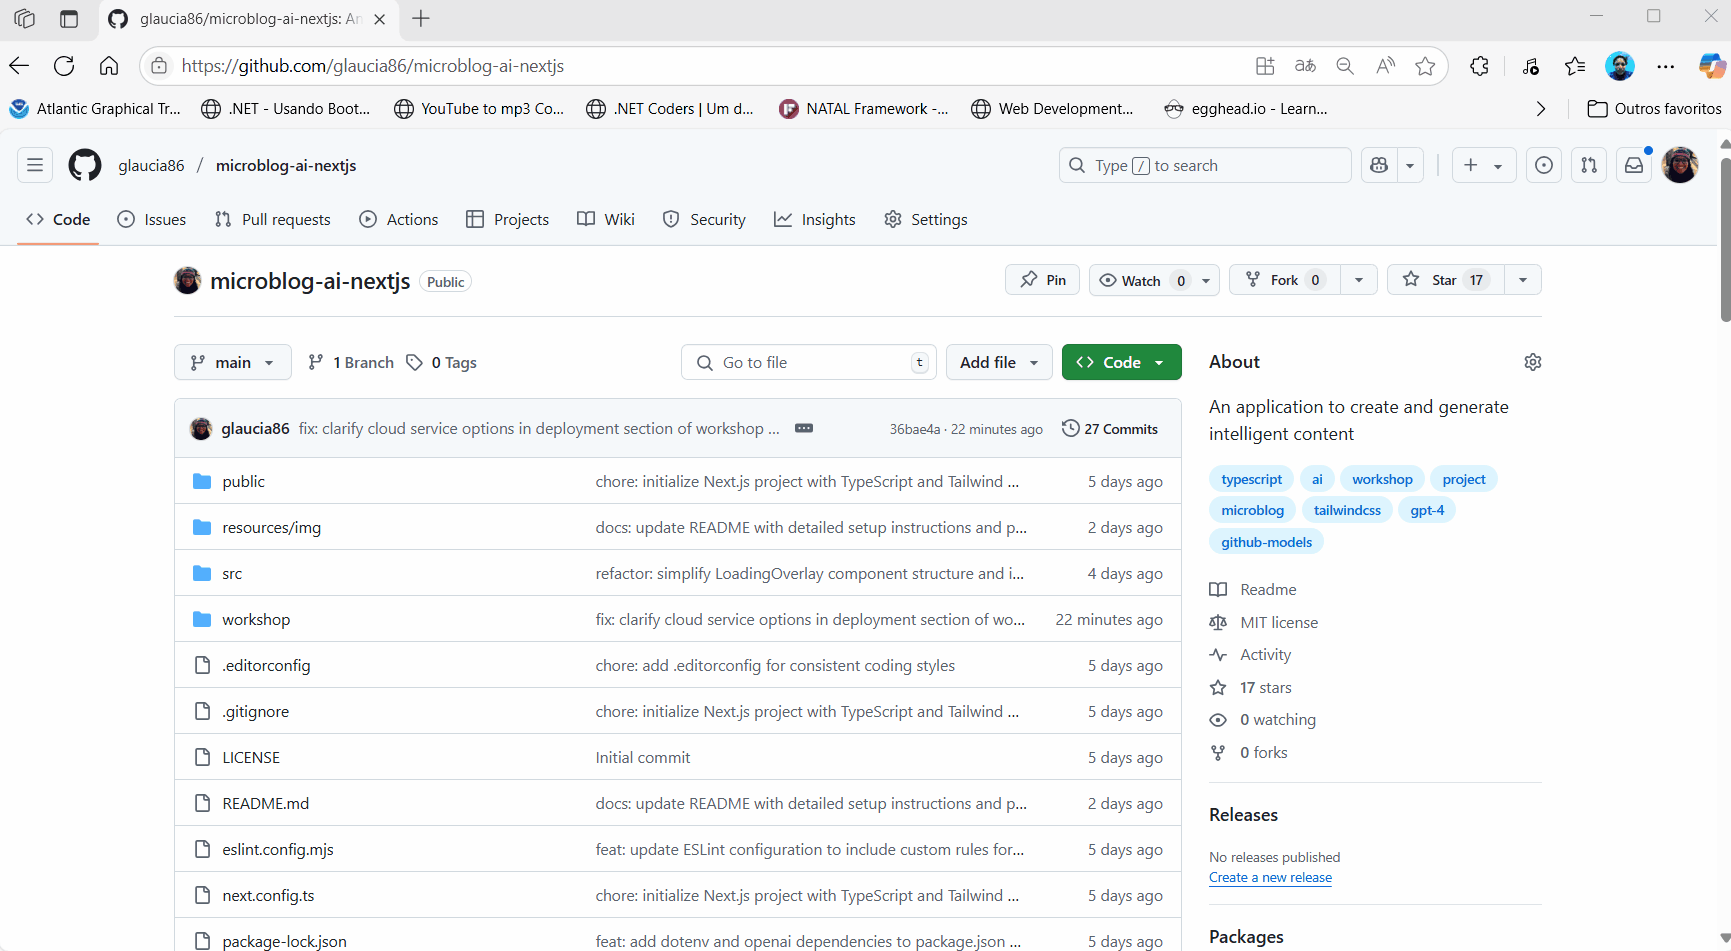 glaucia86/microblog-ai-nextjs: An
https://github.com/glaucia86/microblog-ai-nextjs
Atlantic Graphical Tr... .NET - Usando Boot... YouTube to mp3 Co... .NET Coders | Um d... NATAL Framework -... Web Development... egghead.io - Learn... Outros favoritos
glaucia86 / microblog-ai-nextjs Type / to search
Code Issues Pull requests Actions Projects Wiki Security Insights Settings
microblog-ai-nextjs Public Pin Watch 0 Fork 0 Star 17
main 1 Branch 0 Tags Go to file t Add file Code
glaucia86 fix: clarify cloud service options in deployment section of workshop ... 36bae4a · 22 minutes ago 27 Commits
public chore: initialize Next.js project with TypeScript and Tailwind ... 5 days ago
resources/img docs: update README with detailed setup instructions and p... 2 days ago
src refactor: simplify LoadingOverlay component structure and i... 4 days ago
workshop fix: clarify cloud service options in deployment section of wo... 22 minutes ago
.editorconfig chore: add .editorconfig for consistent coding styles 5 days ago
.gitignore chore: initialize Next.js project with TypeScript and Tailwind ... 5 days ago
LICENSE Initial commit 5 days ago
README.md docs: update README with detailed setup instructions and p... 2 days ago
eslint.config.mjs feat: update ESLint configuration to include custom rules for... 5 days ago
next.config.ts chore: initialize Next.js project with TypeScript and Tailwind ... 5 days ago
package-lock.json feat: add dotenv and openai dependencies to package.json ... 5 days ago
About
An application to create and generate
intelligent content
typescript ai workshop project
microblog tailwindcss gpt-4
github-models
Readme
MIT license
Activity
17 stars
0 watching
0 forks
Releases
No releases published
Create a new release
Packages